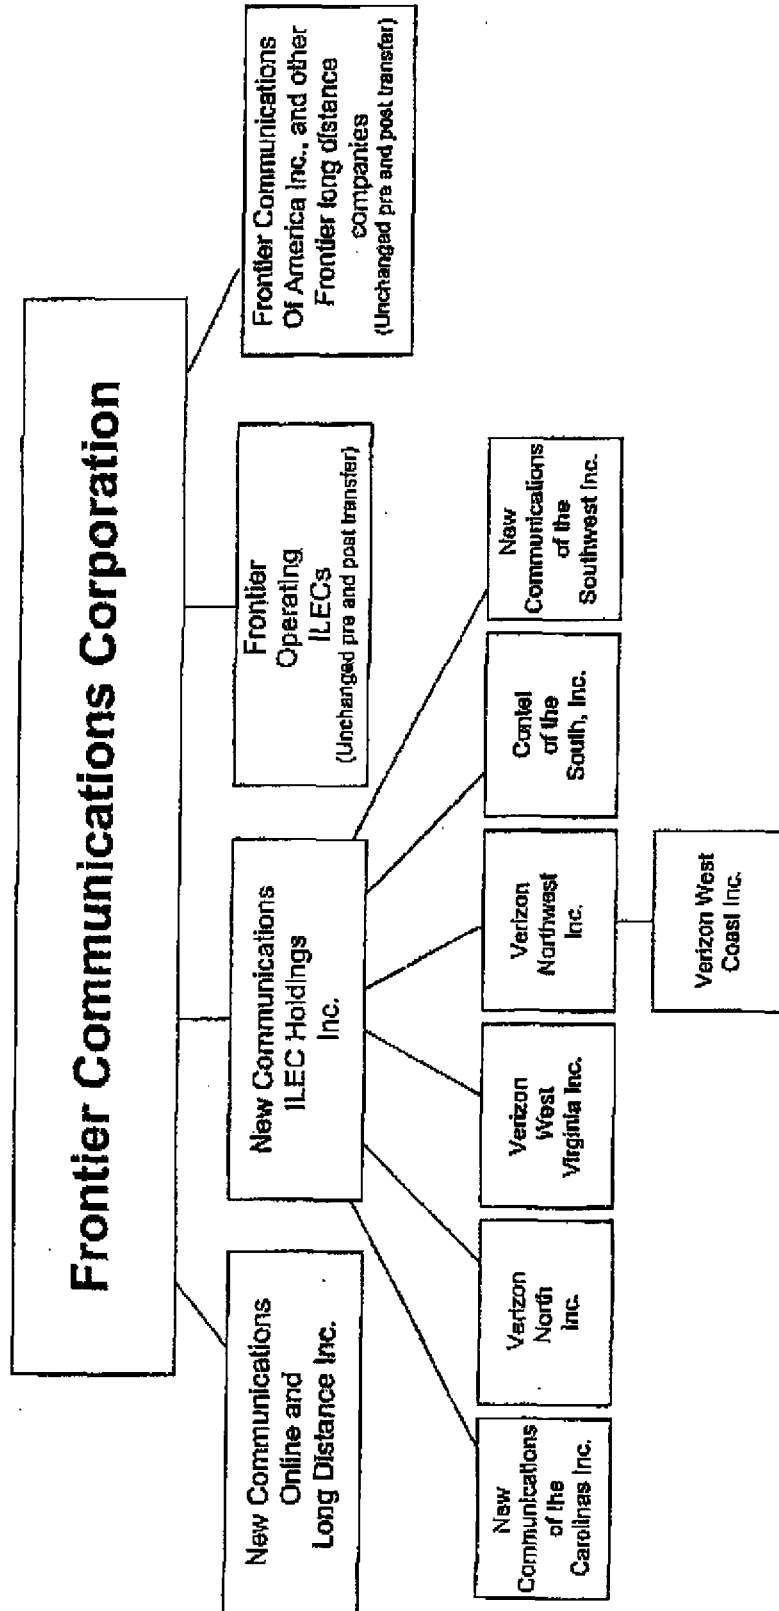 Frontier Communications Corporation
New Communications
Online and
Long Distance Inc.
New Communications
ILEC Holdings
Inc.
Frontier
Operating
ILECs
(Unchanged pre and post transfer)
Frontier Communications
Of America Inc., and other
Frontier long distance
companies
(Unchanged pre and post transfer)
New
Communications
of the
Carolinas Inc.
Verizon
North
Inc.
Verizon
West
Virginia Inc.
Verizon
Northwest
Inc.
Contel
of the
South, Inc.
New
Communications
of the
Southwest Inc.
Verizon West
Coast Inc.